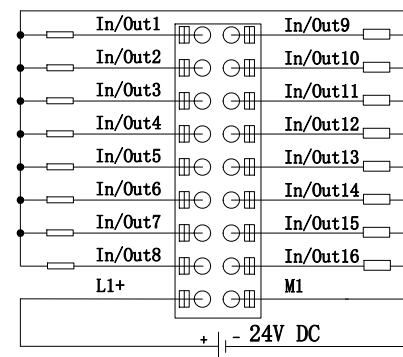 In/Out1 In/Out9
In/Out2 In/Out10
In/Out3 In/Out11
In/Out4 In/Out12
In/Out5 In/Out13
In/Out6 In/Out14
In/Out7 In/Out15
In/Out8 In/Out16
L1+ M1
+ - 24V DC